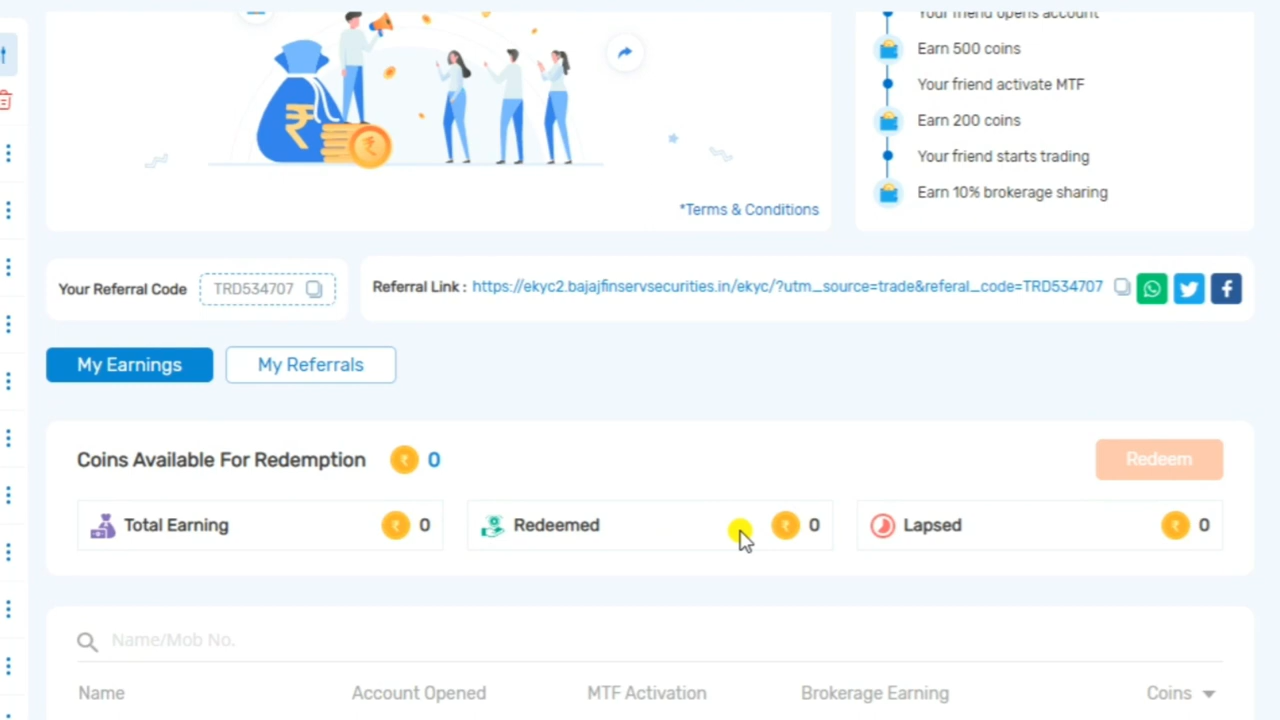 Your friend opens account
Earn 500 coins
Your friend activate MTF
Earn 200 coins
Your friend starts trading
Earn 10% brokerage sharing
*Terms & Conditions
Your Referral Code TRD534707
Referral Link : https://ekyc2.bajajfinservsecurities.in/ekyc/?utm_source=trade&referal_code=TRD534707
My Earnings My Referrals
Coins Available For Redemption ₹ 0 Redeem
Total Earning ₹ 0 Redeemed ₹ 0 Lapsed ₹ 0
Name/Mob No.
Name Account Opened MTF Activation Brokerage Earning Coins